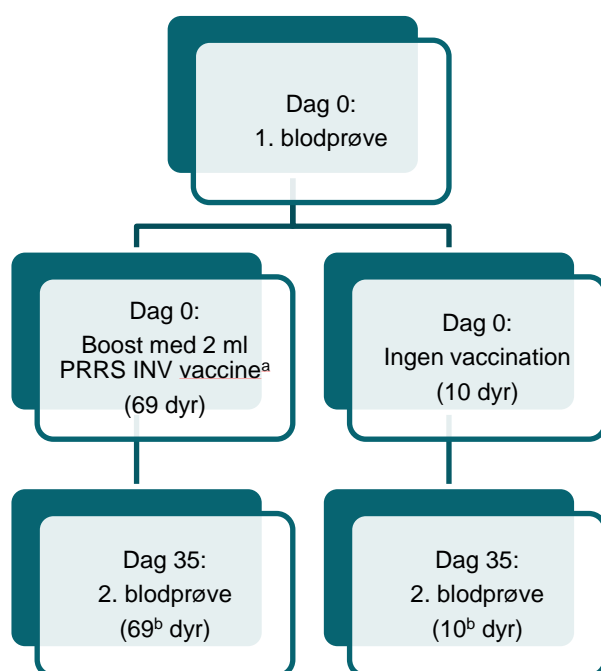 Dag 0:
1. blodprøve
Dag 0:
Boost med 2 ml
PRRS INV vaccineᵃ
(69 dyr)
Dag 0:
Ingen vaccination
(10 dyr)
Dag 35:
2. blodprøve
(69ᵇ dyr)
Dag 35:
2. blodprøve
(10ᵇ dyr)